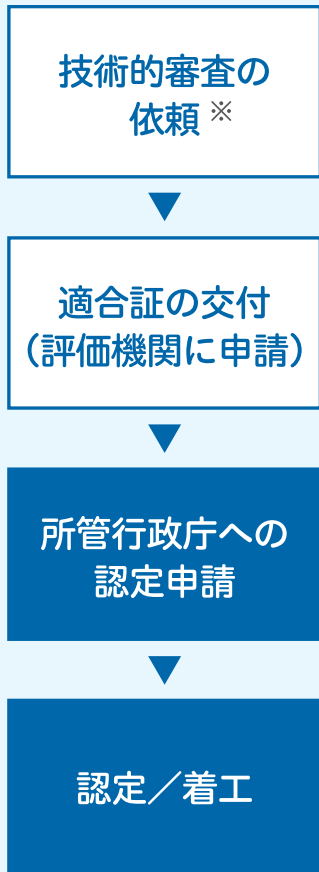 技術的審査の
依頼※
適合証の交付
（評価機関に申請）
所管行政庁への
認定申請
認定／着工